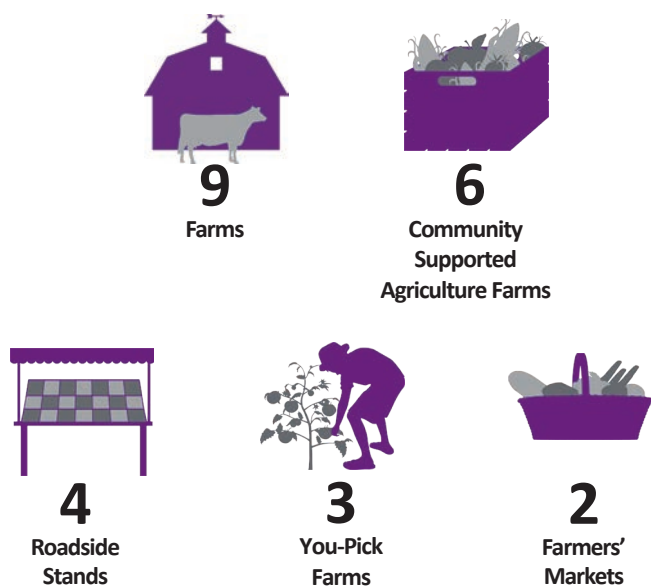 9
Farms
6
Community
Supported
Agriculture Farms
4
Roadside
Stands
3
You-Pick
Farms
2
Farmers’
Markets